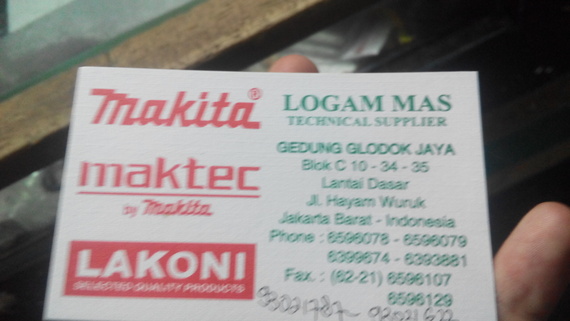 Makita®
maktec
by Makita
LAKONI
SELECTED QUALITY PRODUCTS
LOGAM MAS
TECHNICAL SUPPLIER
GEDUNG GLODOK JAYA
Blok C 10 - 34 - 35
Lantai Dasar
Jl. Hayam Wuruk
Jakarta Barat - Indonesia
Phone : 6596078 - 6596079
6399674 - 6393881
Fax. : (62-21) 6596107
6596129